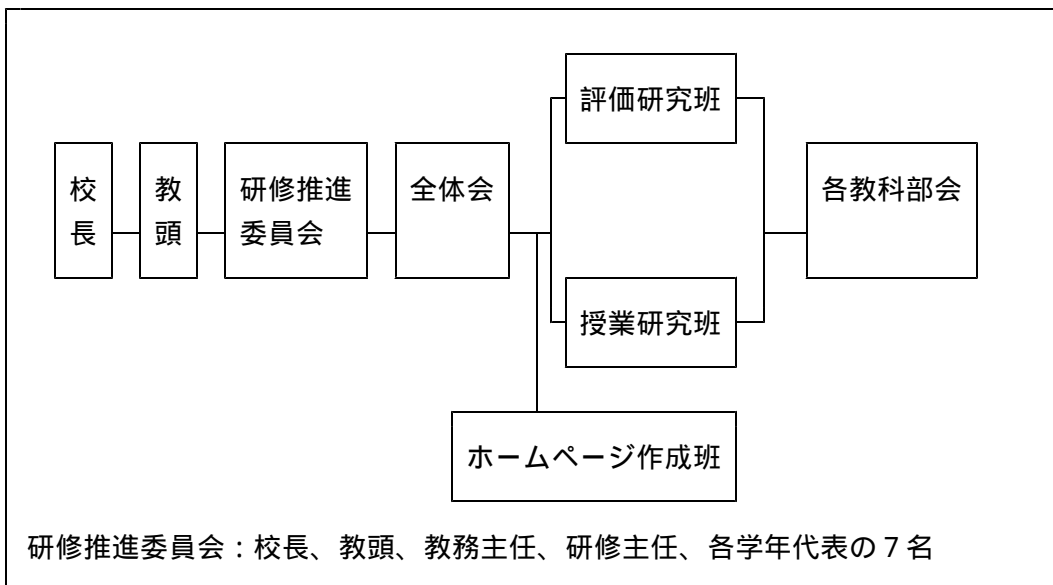 評価研究班
校
長
教
頭
研修推進
委員会
全体会
各教科部会
授業研究班
ホームページ作成班
研修推進委員会：校長、教頭、教務主任、研修主任、各学年代表の７名